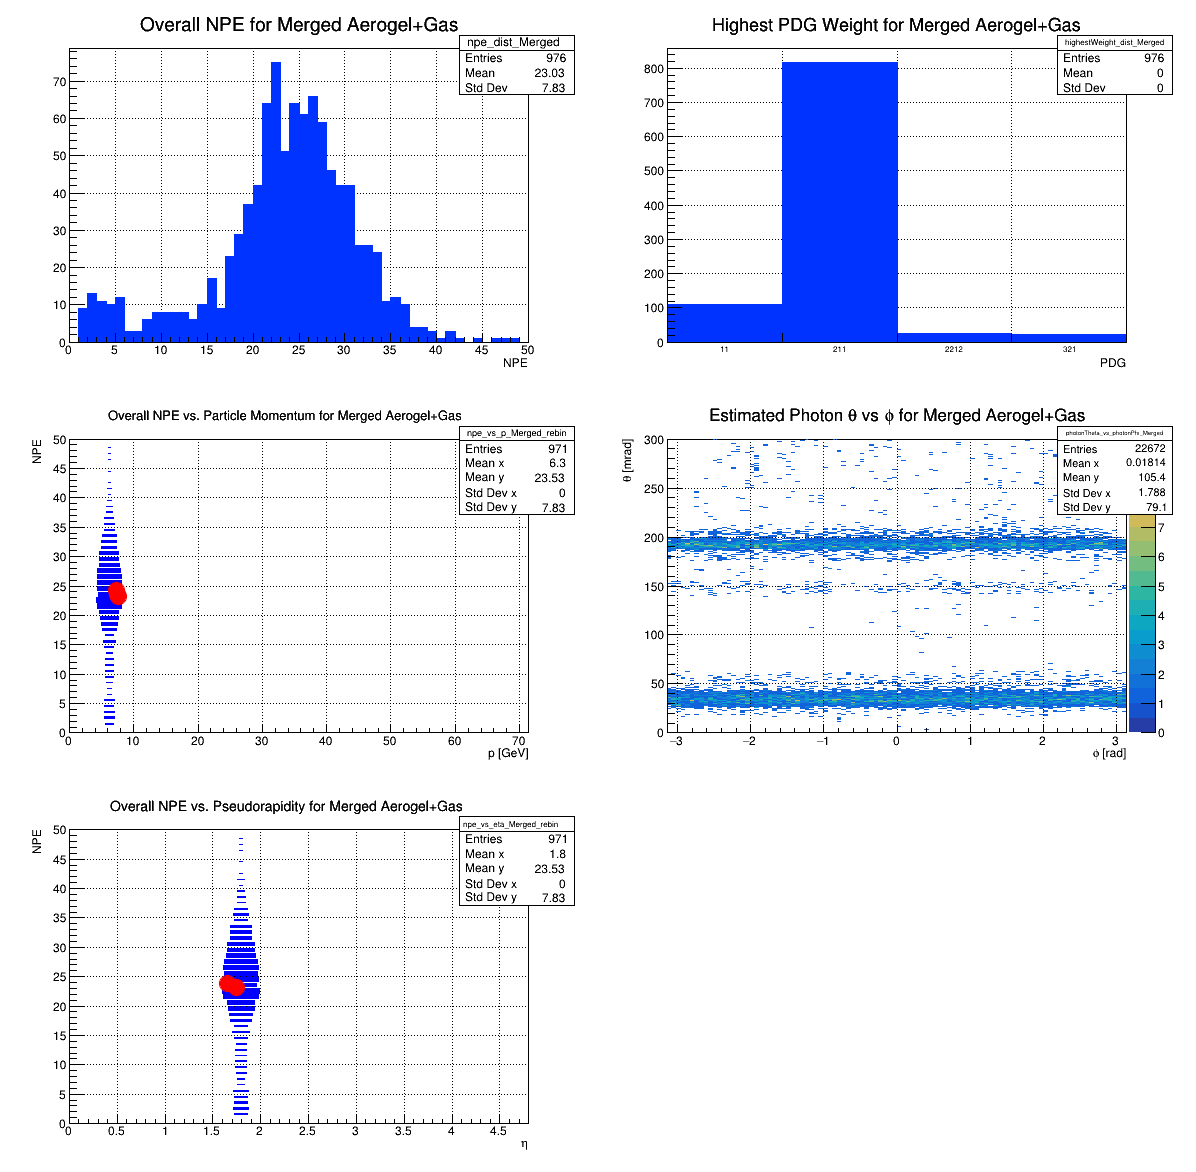 Overall NPE for Merged Aerogel+Gas
npe_dist_Merged
Entries 976
Mean 23.03
Std Dev 7.83
70
60
50
40
30
20
10
0
0 5 10 15 20 25 30 35 40 45 50
NPE
Highest PDG Weight for Merged Aerogel+Gas
highestWeight_dist_Merged
Entries 976
Mean 0
Std Dev 0
800
700
600
500
400
300
200
100
0
11 211 2212 321
PDG
Overall NPE vs. Particle Momentum for Merged Aerogel+Gas
npe_vs_p_Merged_rebin
Entries 971
Mean x 6.3
Mean y 23.53
Std Dev x 0
Std Dev y 7.83
NPE
50
45
40
35
30
25
20
15
10
5
0
0 10 20 30 40 50 60 70
p [GeV]
Estimated Photon θ vs ϕ for Merged Aerogel+Gas
photonTheta_vs_photonPhi_Merged
Entries 22672
Mean x 0.01814
Mean y 105.4
Std Dev x 1.788
Std Dev y 79.1
θ [mrad]
300
250
200
150
100
50
0
−3 −2 −1 0 1 2 3
ϕ [rad]
7
6
5
4
3
2
1
0
Overall NPE vs. Pseudorapidity for Merged Aerogel+Gas
npe_vs_eta_Merged_rebin
Entries 971
Mean x 1.8
Mean y 23.53
Std Dev x 0
Std Dev y 7.83
NPE
50
45
40
35
30
25
20
15
10
5
0
0 0.5 1 1.5 2 2.5 3 3.5 4 4.5
η